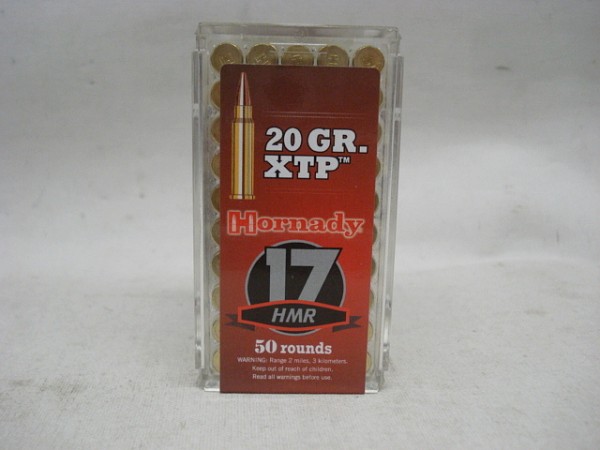 20 GR.
XTP™
Hornady®
17
HMR
50 rounds
WARNING: Range 2 miles, 3 kilometers.
Keep out of reach of children.
Read all warnings before use.